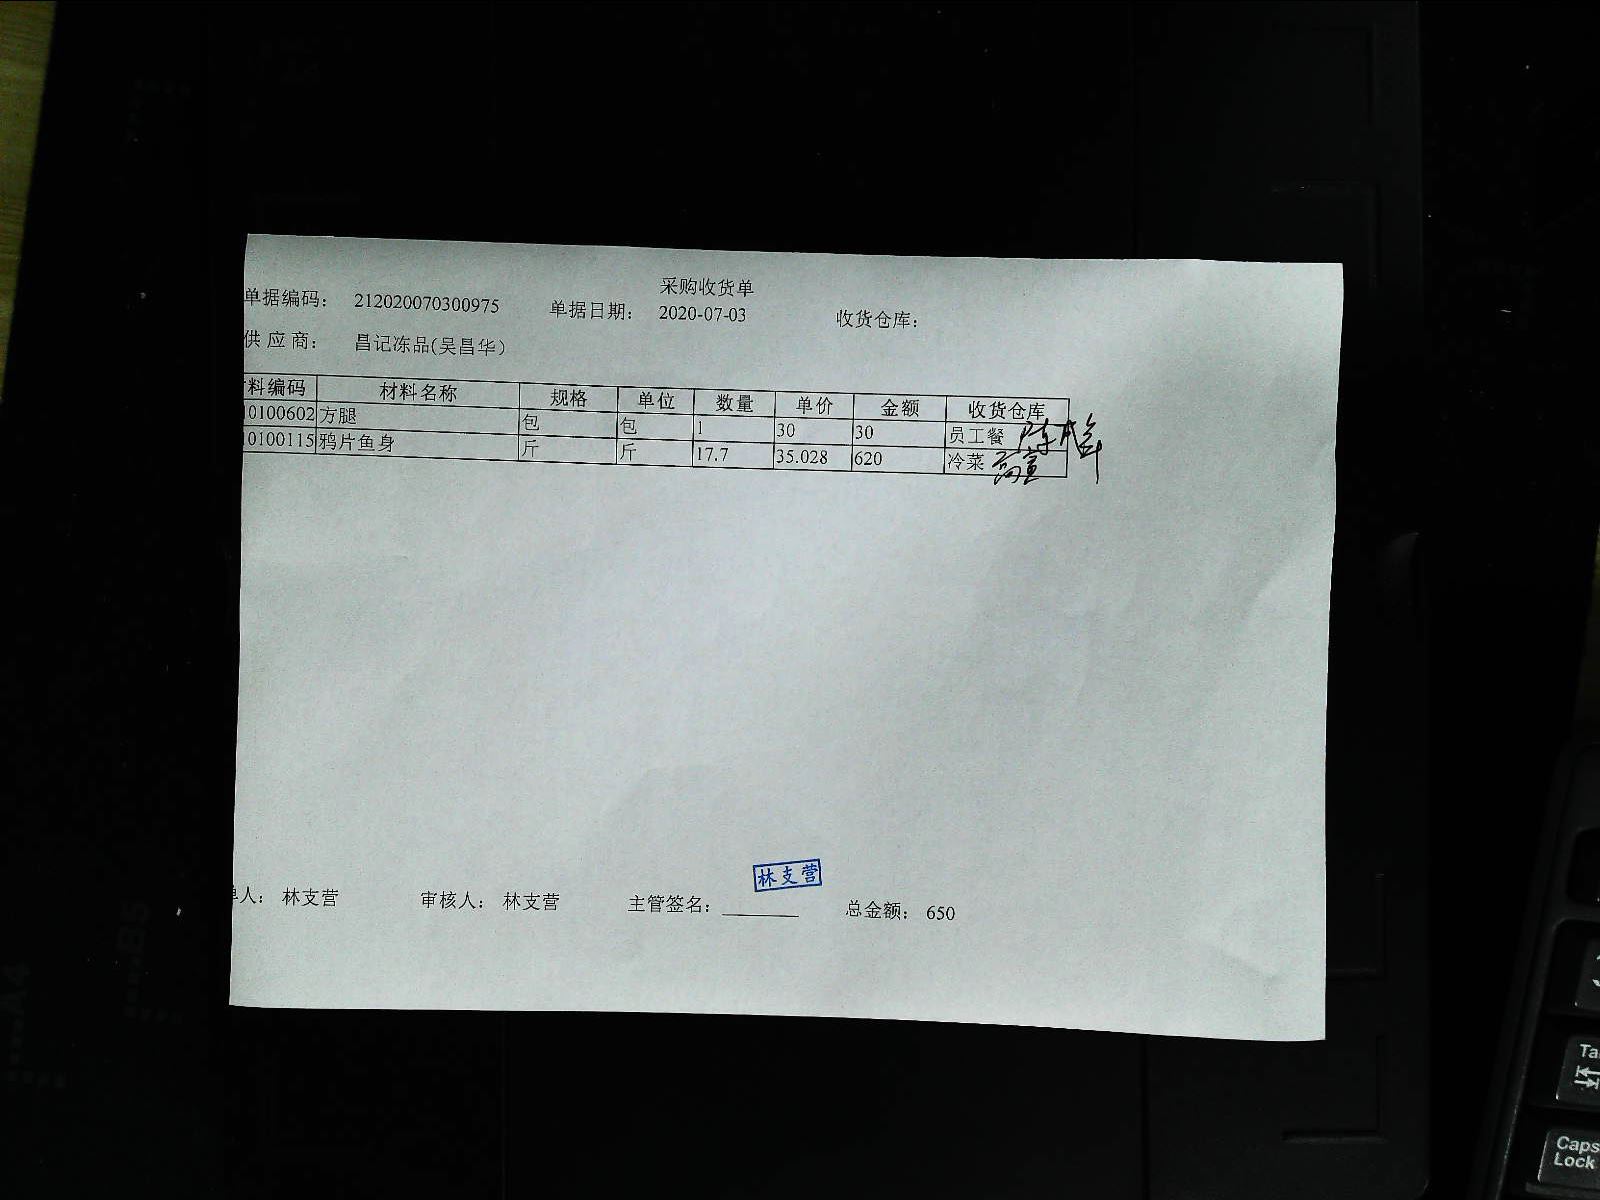 采购收货单
单据编码： 212020070300975 单据日期： 2020-07-03 收货仓库：
供 应 商： 昌记冻品(吴昌华)
料编码 材料名称 规格 单位 数量 单价 金额 收货仓库
0100602 方腿 包 包 1 30 30 员工餐
0100115 鸦片鱼身 斤 斤 17.7 35.028 620 冷菜
林支营
单人： 林支营 审核人： 林支营 主管签名： 总金额： 650
B5
A4
Caps
Lock